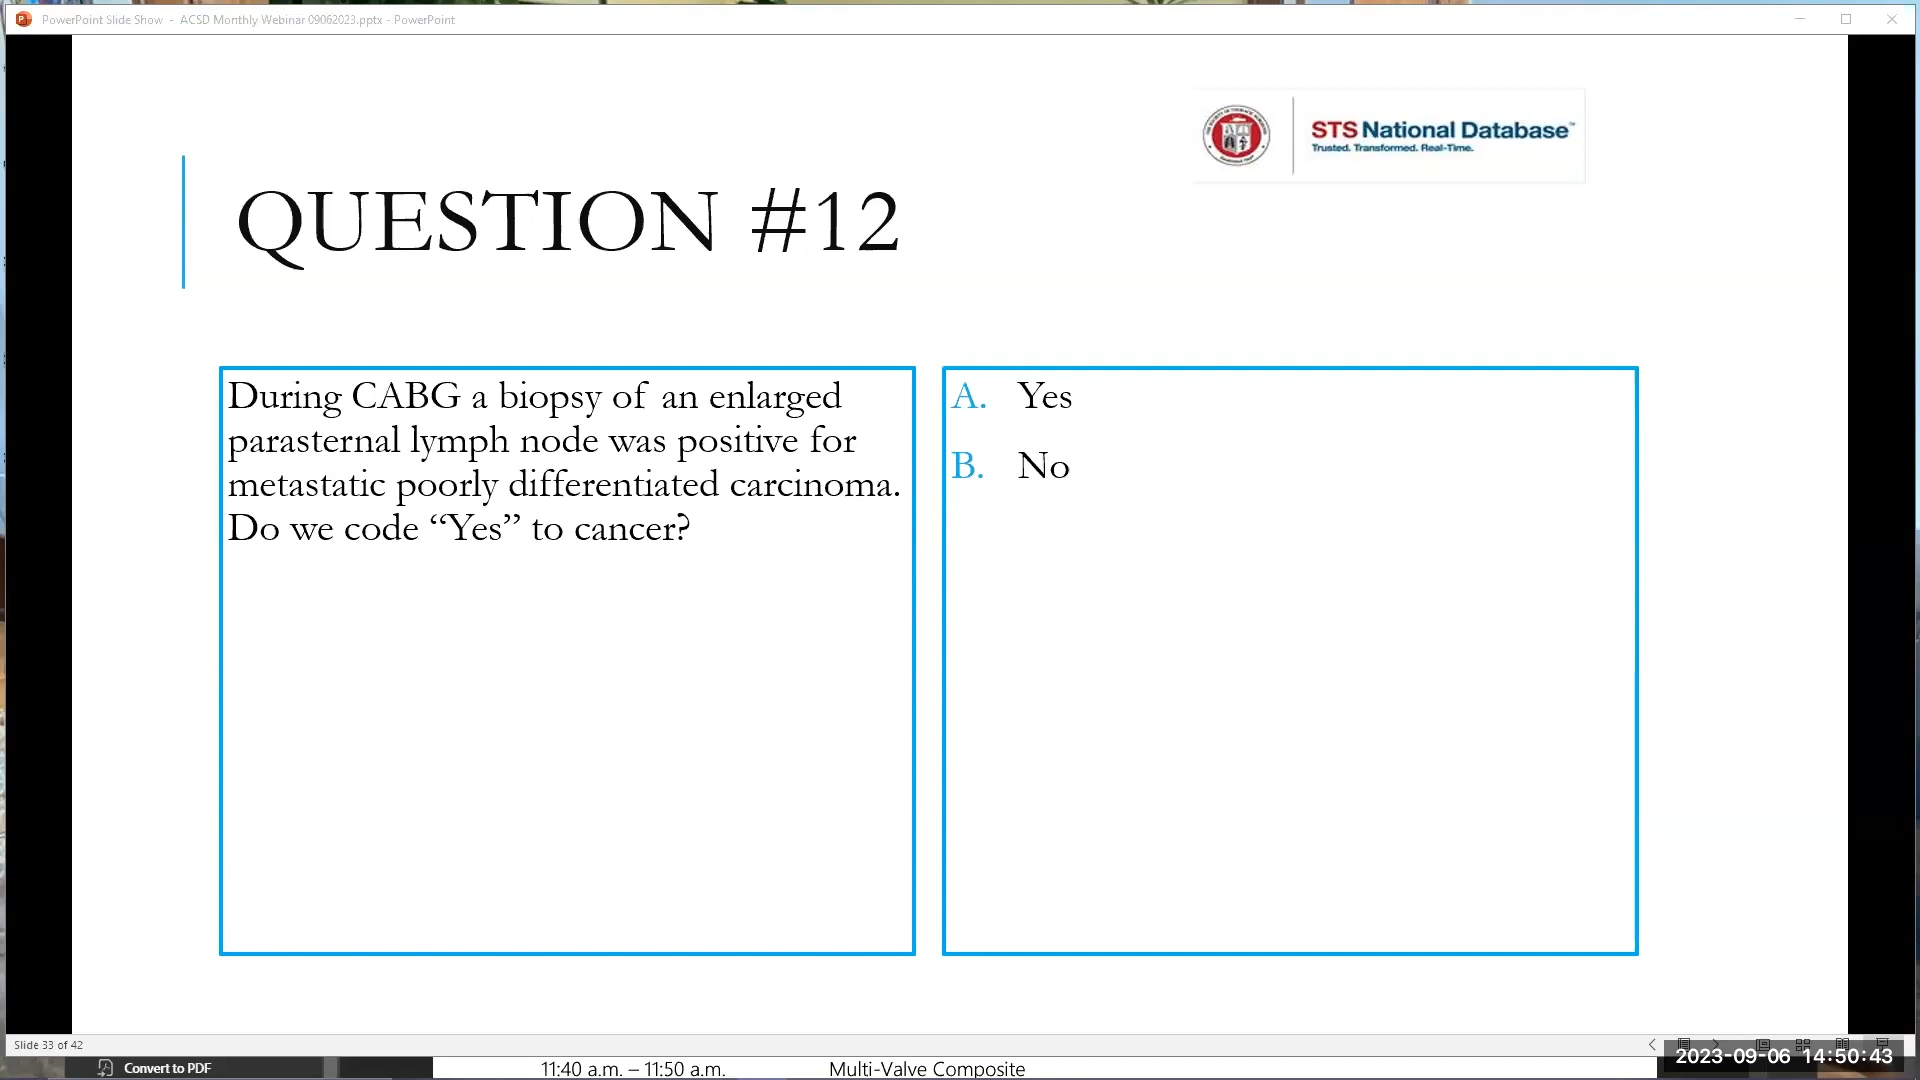 PowerPoint Slide Show - ACSD Monthly Webinar 09062023.pptx - PowerPoint
STS National Database™
Trusted. Transformed. Real-Time.
QUESTION #12
During CABG a biopsy of an enlarged
parasternal lymph node was positive for
metastatic poorly differentiated carcinoma.
Do we code “Yes” to cancer?
A. Yes
B. No
Slide 33 of 42
2023-09-06 14:50:43
Convert to PDF
11:40 a.m. – 11:50 a.m. Multi-Valve Composite